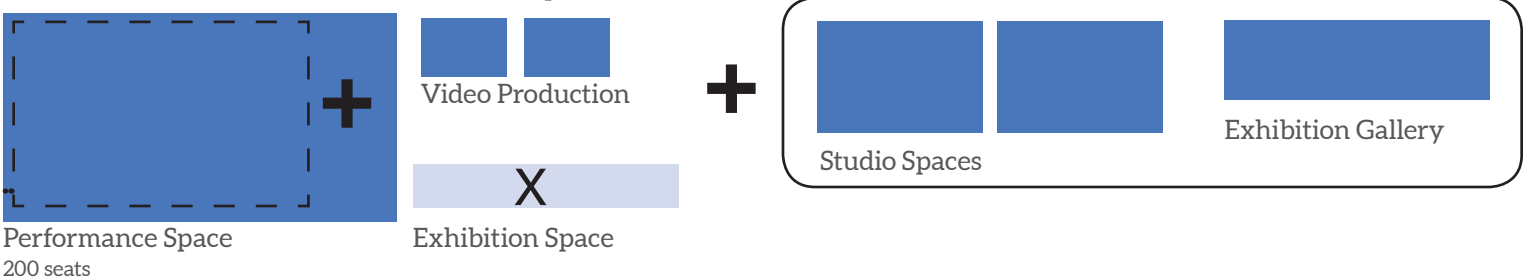 Video Production
X
Exhibition Gallery
Studio Spaces
Performance Space
Exhibition Space
200 seats